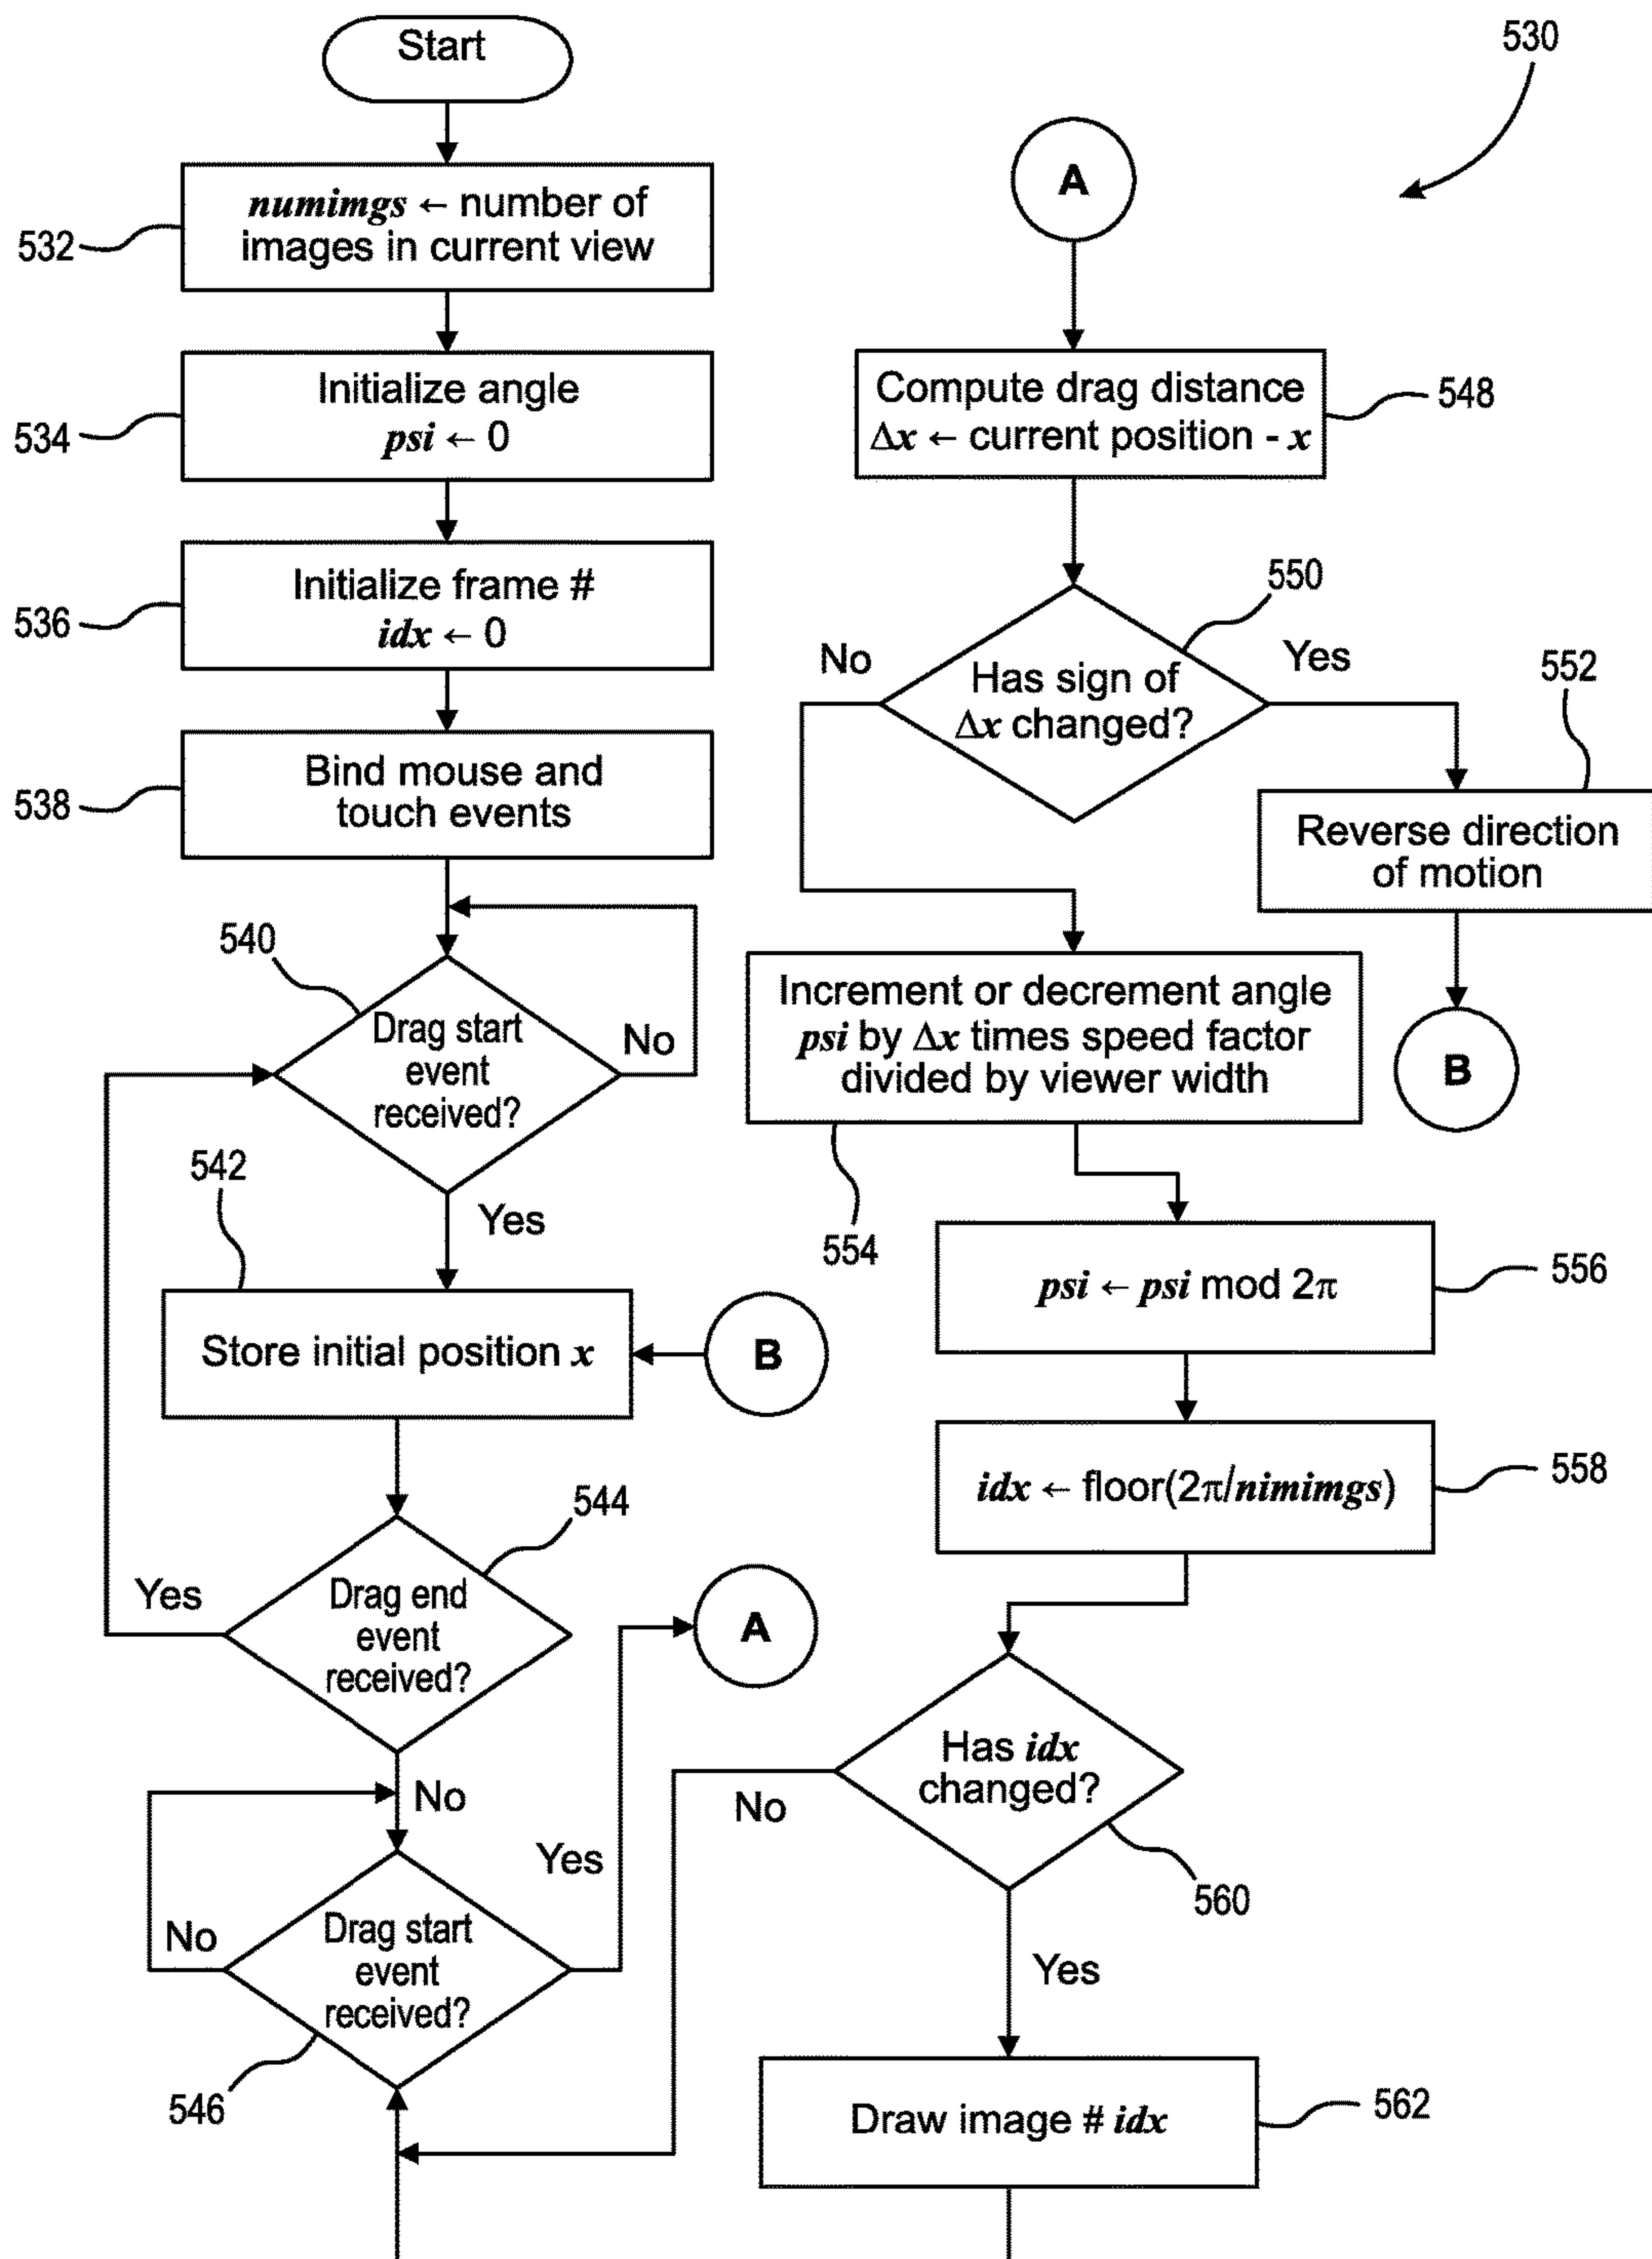 Start
530
numimgs ← number of
images in current view
532
Initialize angle
psi ← 0
534
Initialize frame #
idx ← 0
536
Bind mouse and
touch events
538
540
Drag start
event
received?
No
Yes
542
Store initial position x
B
544
Drag end
event
received?
Yes
No
A
Drag start
event
received?
No
Yes
546
A
Compute drag distance
Δx ← current position - x
548
550
Has sign of
Δx changed?
No
Yes
552
Reverse direction
of motion
B
Increment or decrement angle
psi by Δx times speed factor
divided by viewer width
554
psi ← psi mod 2π
556
idx ← floor(2π/nimimgs)
558
Has idx
changed?
No
560
Yes
Draw image # idx
562